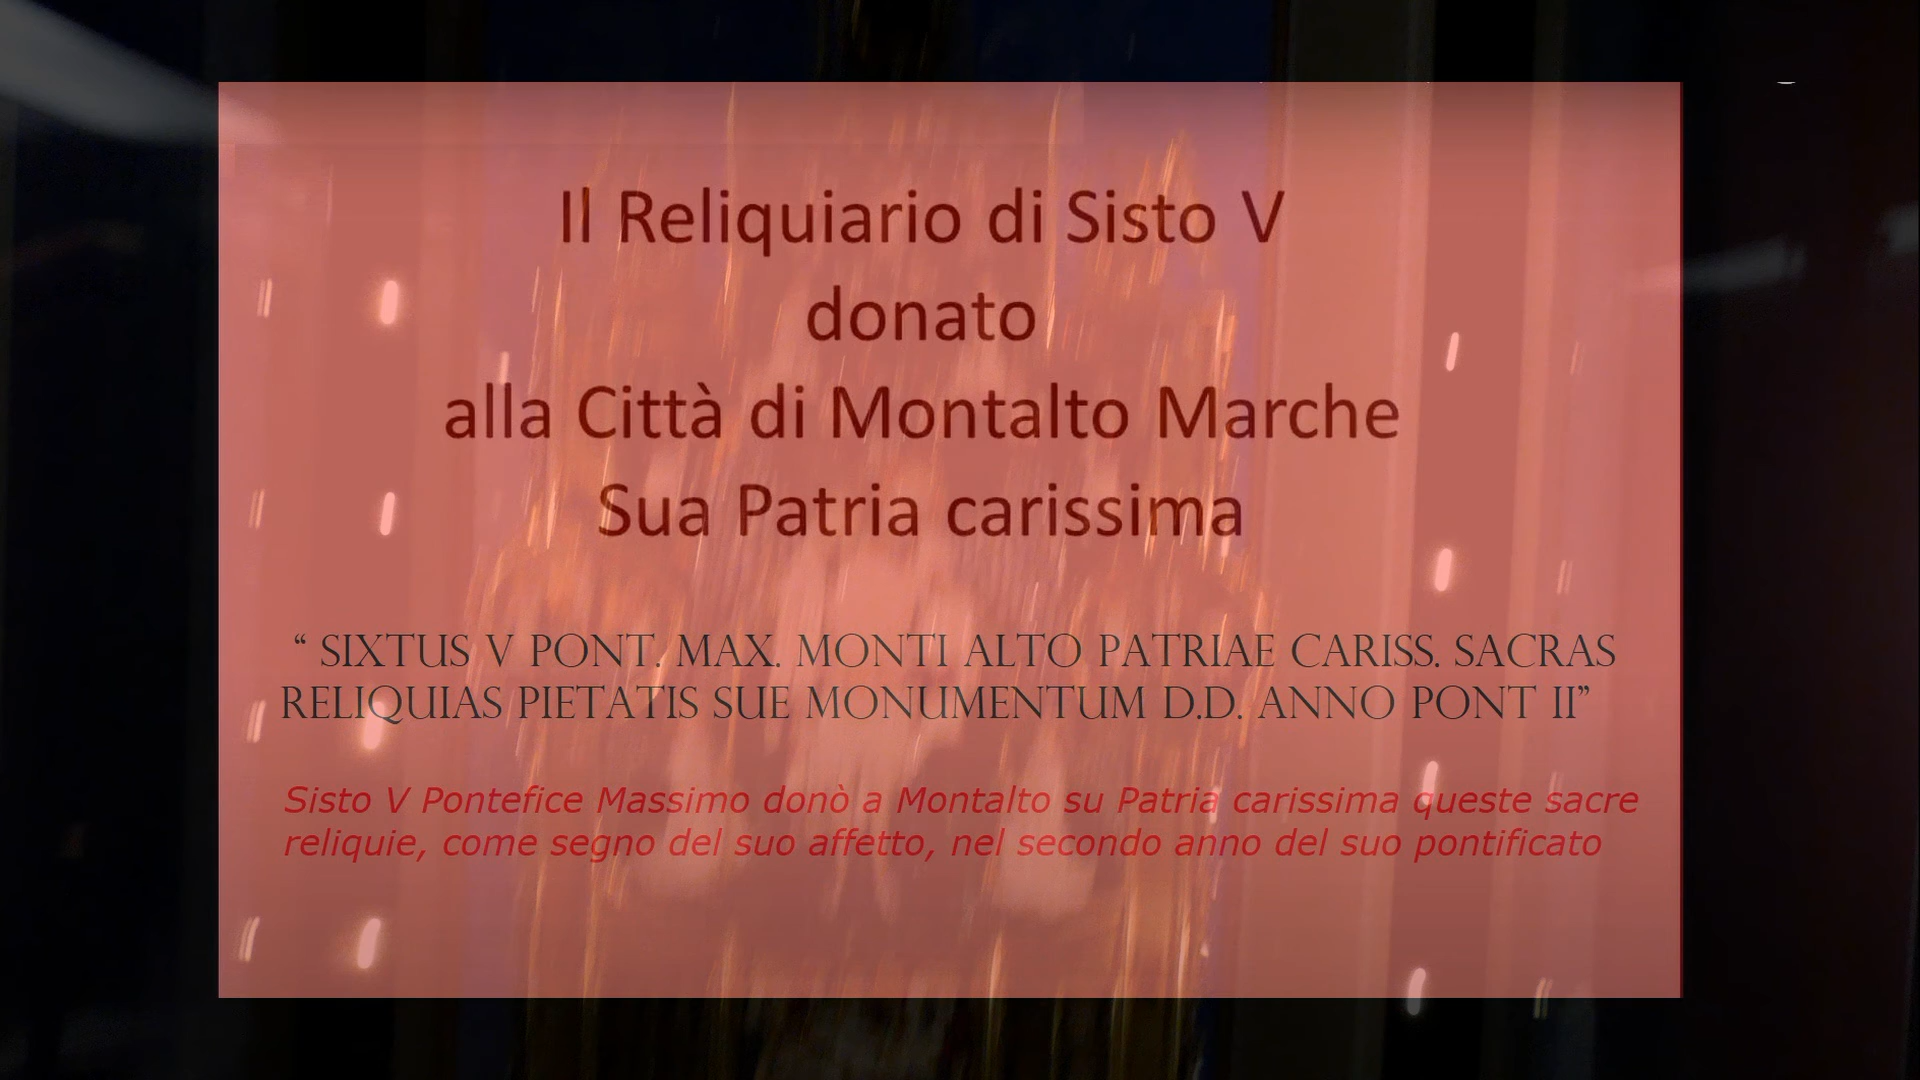 Il Reliquiario di Sisto V
donato
alla Città di Montalto Marche
Sua Patria carissima
“ SIXTUS V PONT. MAX. MONTI ALTO PATRIAE CARISS. SACRAS
RELIQUIAS PIETATIS SUE MONUMENTUM D.D. ANNO PONT II”
Sisto V Pontefice Massimo donò a Montalto su Patria carissima queste sacre
reliquie, come segno del suo affetto, nel secondo anno del suo pontificato